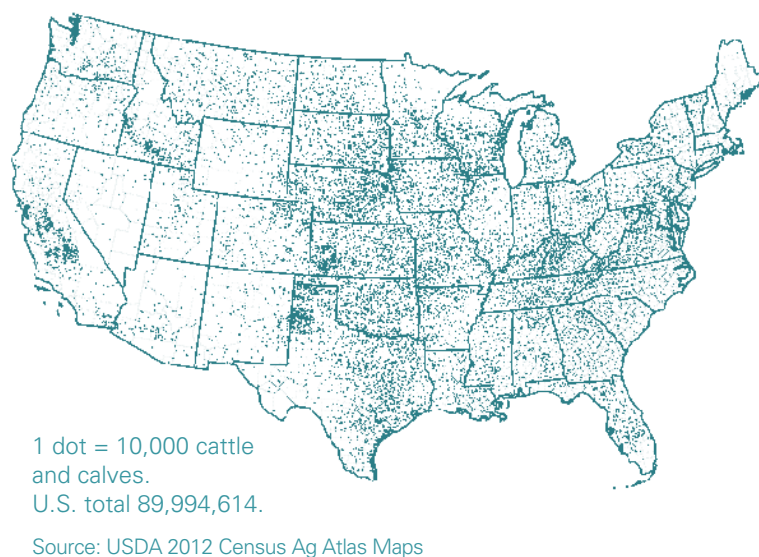 1 dot = 10,000 cattle
and calves.
U.S. total 89,994,614.
Source: USDA 2012 Census Ag Atlas Maps